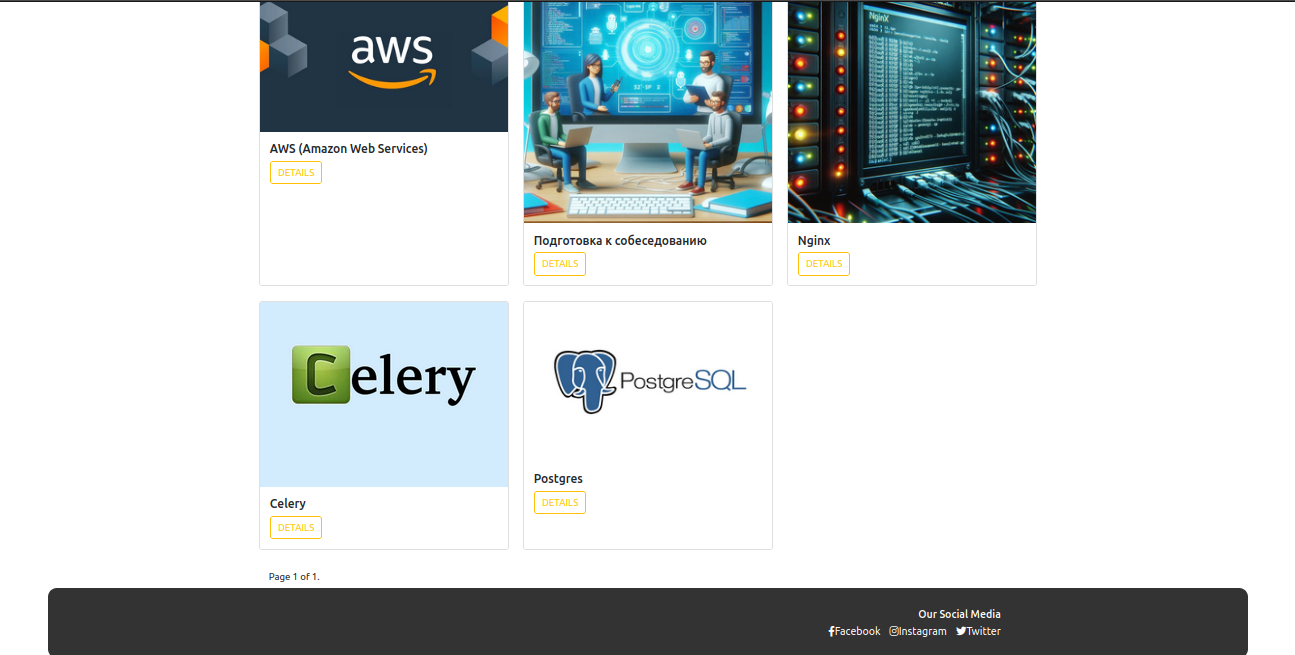 aws
NginX
AWS (Amazon Web Services)
DETAILS
Подготовка к собеседованию
DETAILS
Nginx
DETAILS
Celery
PostgreSQL
Celery
DETAILS
Postgres
DETAILS
Page 1 of 1.
Our Social Media
Facebook Instagram Twitter